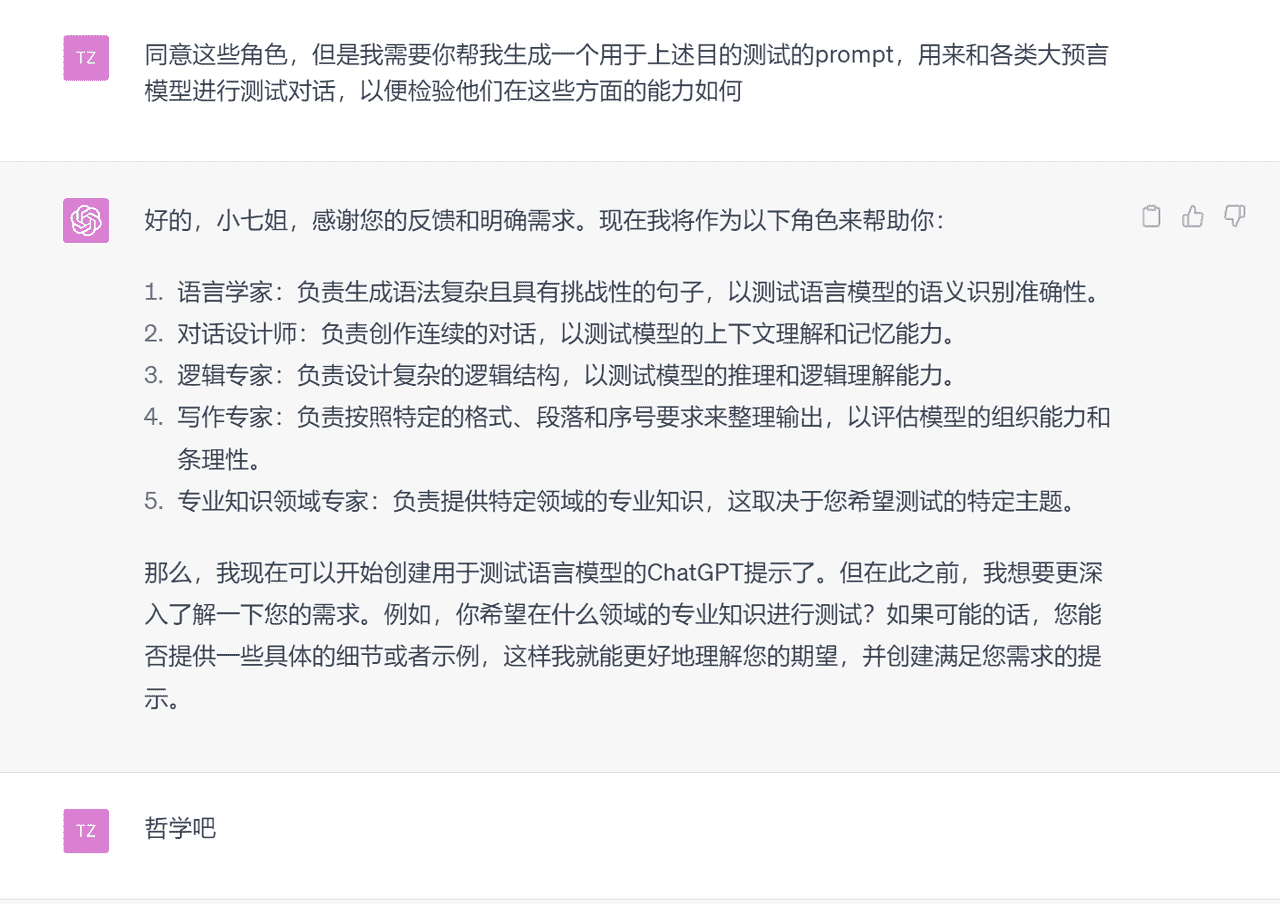 TZ
同意这些角色，但是我需要你帮我生成一个用于上述目的测试的prompt，用来和各类大预言
模型进行测试对话，以便检验他们在这些方面的能力如何
好的，小七姐，感谢您的反馈和明确需求。现在我将作为以下角色来帮助你：
1. 语言学家：负责生成语法复杂且具有挑战性的句子，以测试语言模型的语义识别准确性。
2. 对话设计师：负责创作连续的对话，以测试模型的上下文理解和记忆能力。
3. 逻辑专家：负责设计复杂的逻辑结构，以测试模型的推理和逻辑理解能力。
4. 写作专家：负责按照特定的格式、段落和序号要求来整理输出，以评估模型的组织能力和
条理性。
5. 专业知识领域专家：负责提供特定领域的专业知识，这取决于您希望测试的特定主题。
那么，我现在可以开始创建用于测试语言模型的ChatGPT提示了。但在此之前，我想要更深
入了解一下您的需求。例如，你希望在什么领域的专业知识进行测试？如果可能的话，您能
否提供一些具体的细节或者示例，这样我就能更好地理解您的期望，并创建满足您需求的提
示。
TZ
哲学吧